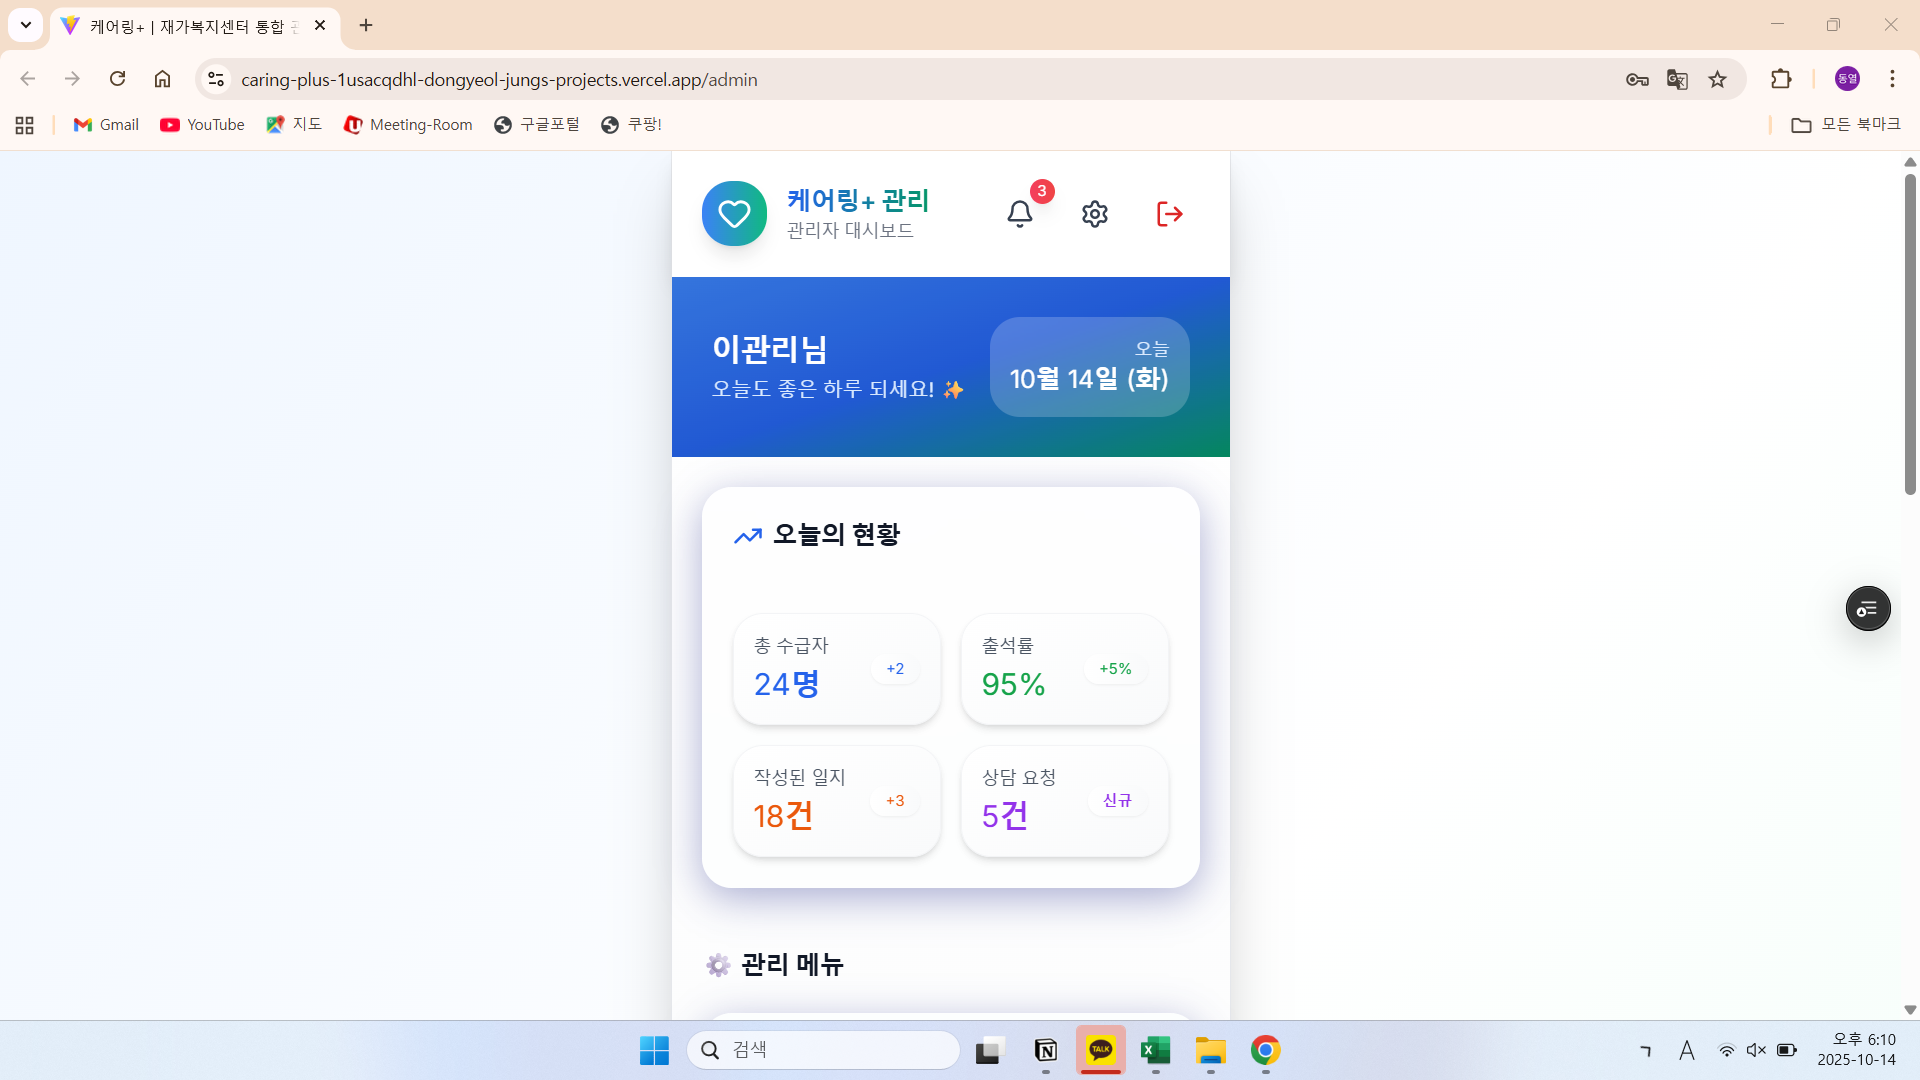 케어링+ | 재가복지센터 통합
caring-plus-1usacqdhl-dongyeol-jungs-projects.vercel.app/admin
동열
Gmail
YouTube
지도
Meeting-Room
구글포털
쿠팡!
모든 북마크
케어링+ 관리
관리자 대시보드
3
이관리님
오늘도 좋은 하루 되세요! ✨
오늘
10월 14일 (화)
오늘의 현황
총 수급자
24명
+2
출석률
95%
+5%
작성된 일지
18건
+3
상담 요청
5건
신규
관리 메뉴
검색
TALK
ㄱ
A
오후 6:10
2025-10-14